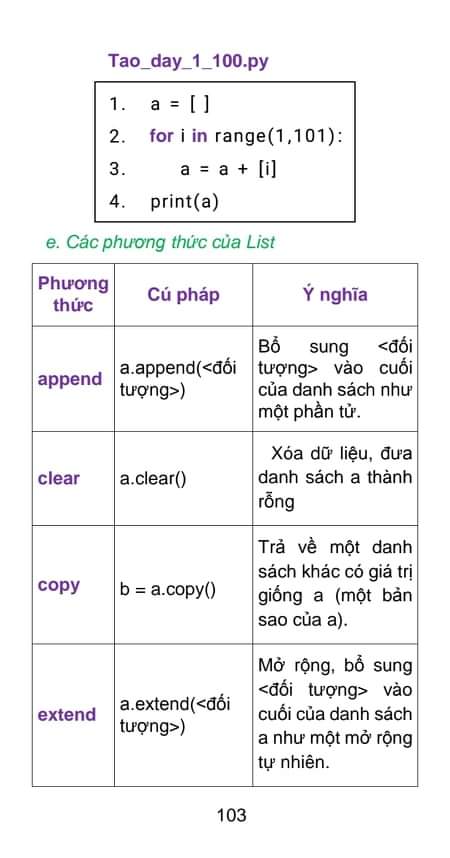 Tao_day_1_100.py
1. a = [ ]
2. for i in range(1,101):
3. a = a + [i]
4. print(a)
e. Các phương thức của List
Phương
thức
Cú pháp
Ý nghĩa
append
a.append(<đối
tượng>)
Bổ sung <đối
tượng> vào cuối
của danh sách như
một phần tử.
clear
a.clear()
Xóa dữ liệu, đưa
danh sách a thành
rỗng
copy
b = a.copy()
Trả về một danh
sách khác có giá trị
giống a (một bản
sao của a).
extend
a.extend(<đối
tượng>)
Mở rộng, bổ sung
<đối tượng> vào
cuối của danh sách
a như một mở rộng
tự nhiên.
103